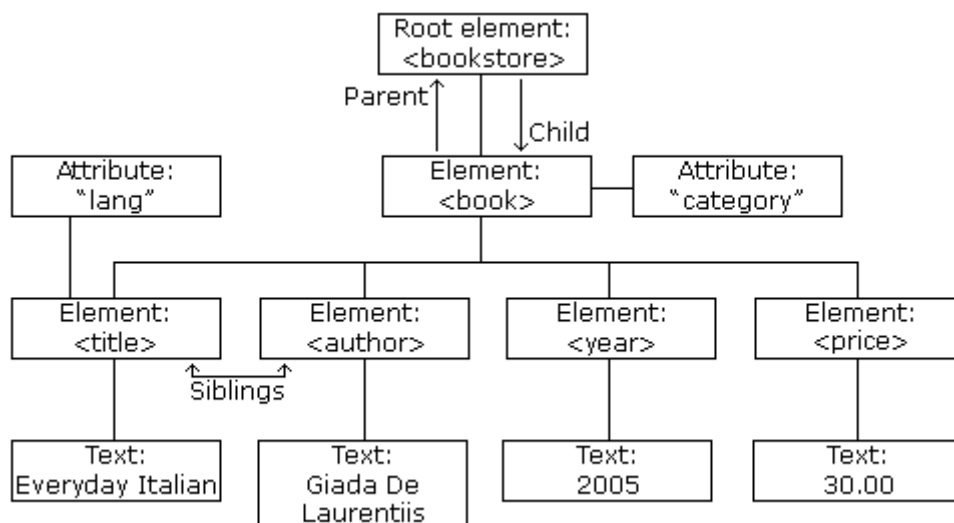 Root element:
<bookstore>
Parent
Child
Attribute:
“lang”
Element:
<book>
Attribute:
“category”
Element:
<title>
Element:
<author>
Element:
<year>
Element:
<price>
Siblings
Text:
Everyday Italian
Text:
Giada De
Laurentiis
Text:
2005
Text:
30.00